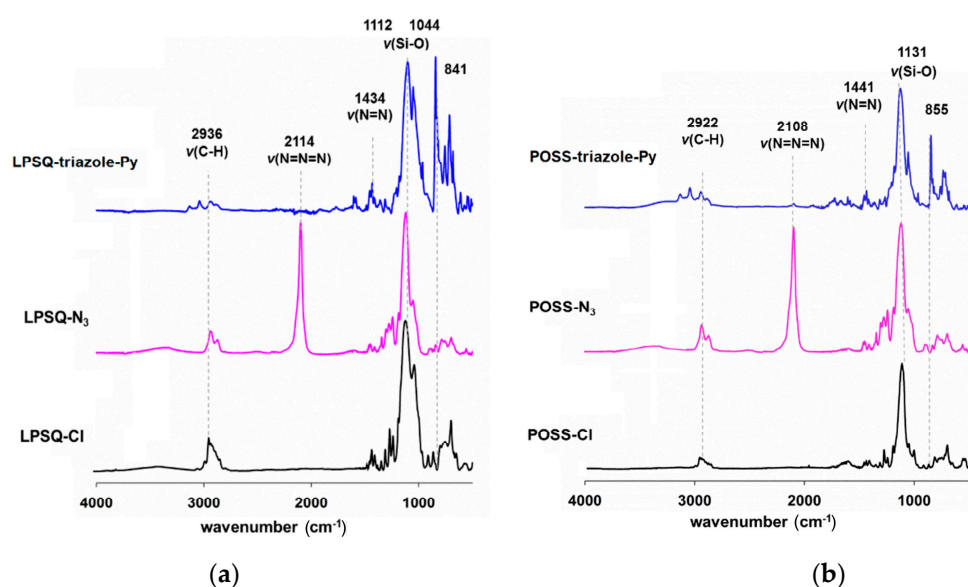 1112 1044
ν(Si-O)
841
1434
ν(N=N)
2936
ν(C-H)
2114
ν(N=N=N)
LPSQ-triazole-Py
LPSQ-N₃
LPSQ-Cl
4000 3000 2000 1000
wavenumber (cm⁻¹)
(a)
1131
ν(Si-O)
1441
ν(N=N)
855
2922
ν(C-H)
2108
ν(N=N=N)
POSS-triazole-Py
POSS-N₃
POSS-Cl
4000 3000 2000 1000
wavenumber (cm⁻¹)
(b)